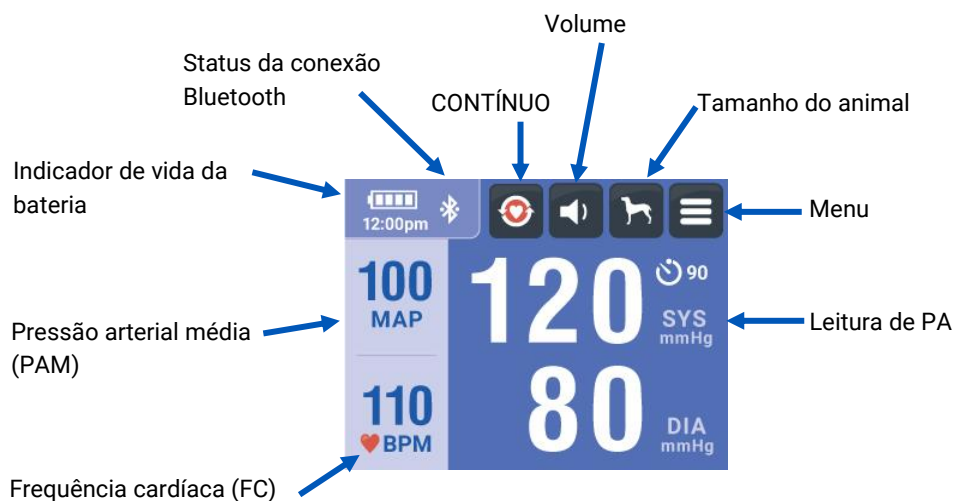 Volume
Status da conexão
Bluetooth
CONTÍNUO
Tamanho do animal
Indicador de vida da
bateria
12:00pm
Menu
100
MAP
120
90
SYS
mmHg
Leitura de PA
Pressão arterial média
(PAM)
110
BPM
80
DIA
mmHg
Frequência cardíaca (FC)